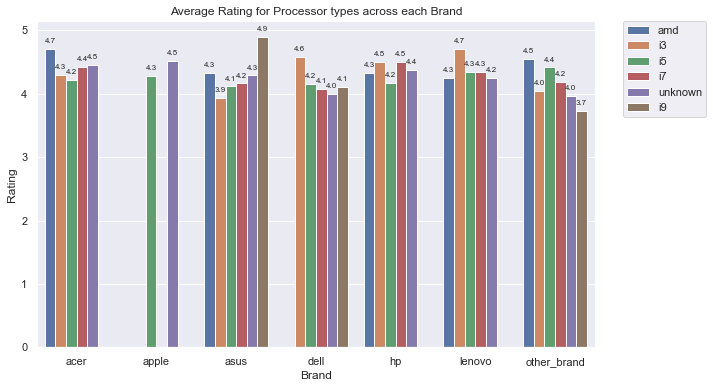 Average Rating for Processor types across each Brand
amd
i3
i5
i7
unknown
i9
Rating
5
4
3
2
1
0
4.7 4.3 4.2 4.4 4.5
4.3 4.5
4.3 3.9 4.1 4.2 4.3 4.9
4.6 4.2 4.1 4.0 4.1
4.3 4.5 4.2 4.5 4.4
4.3 4.7 4.3 4.3 4.2
4.5 4.0 4.4 4.2 4.0 3.7
acer apple asus dell hp lenovo other_brand
Brand